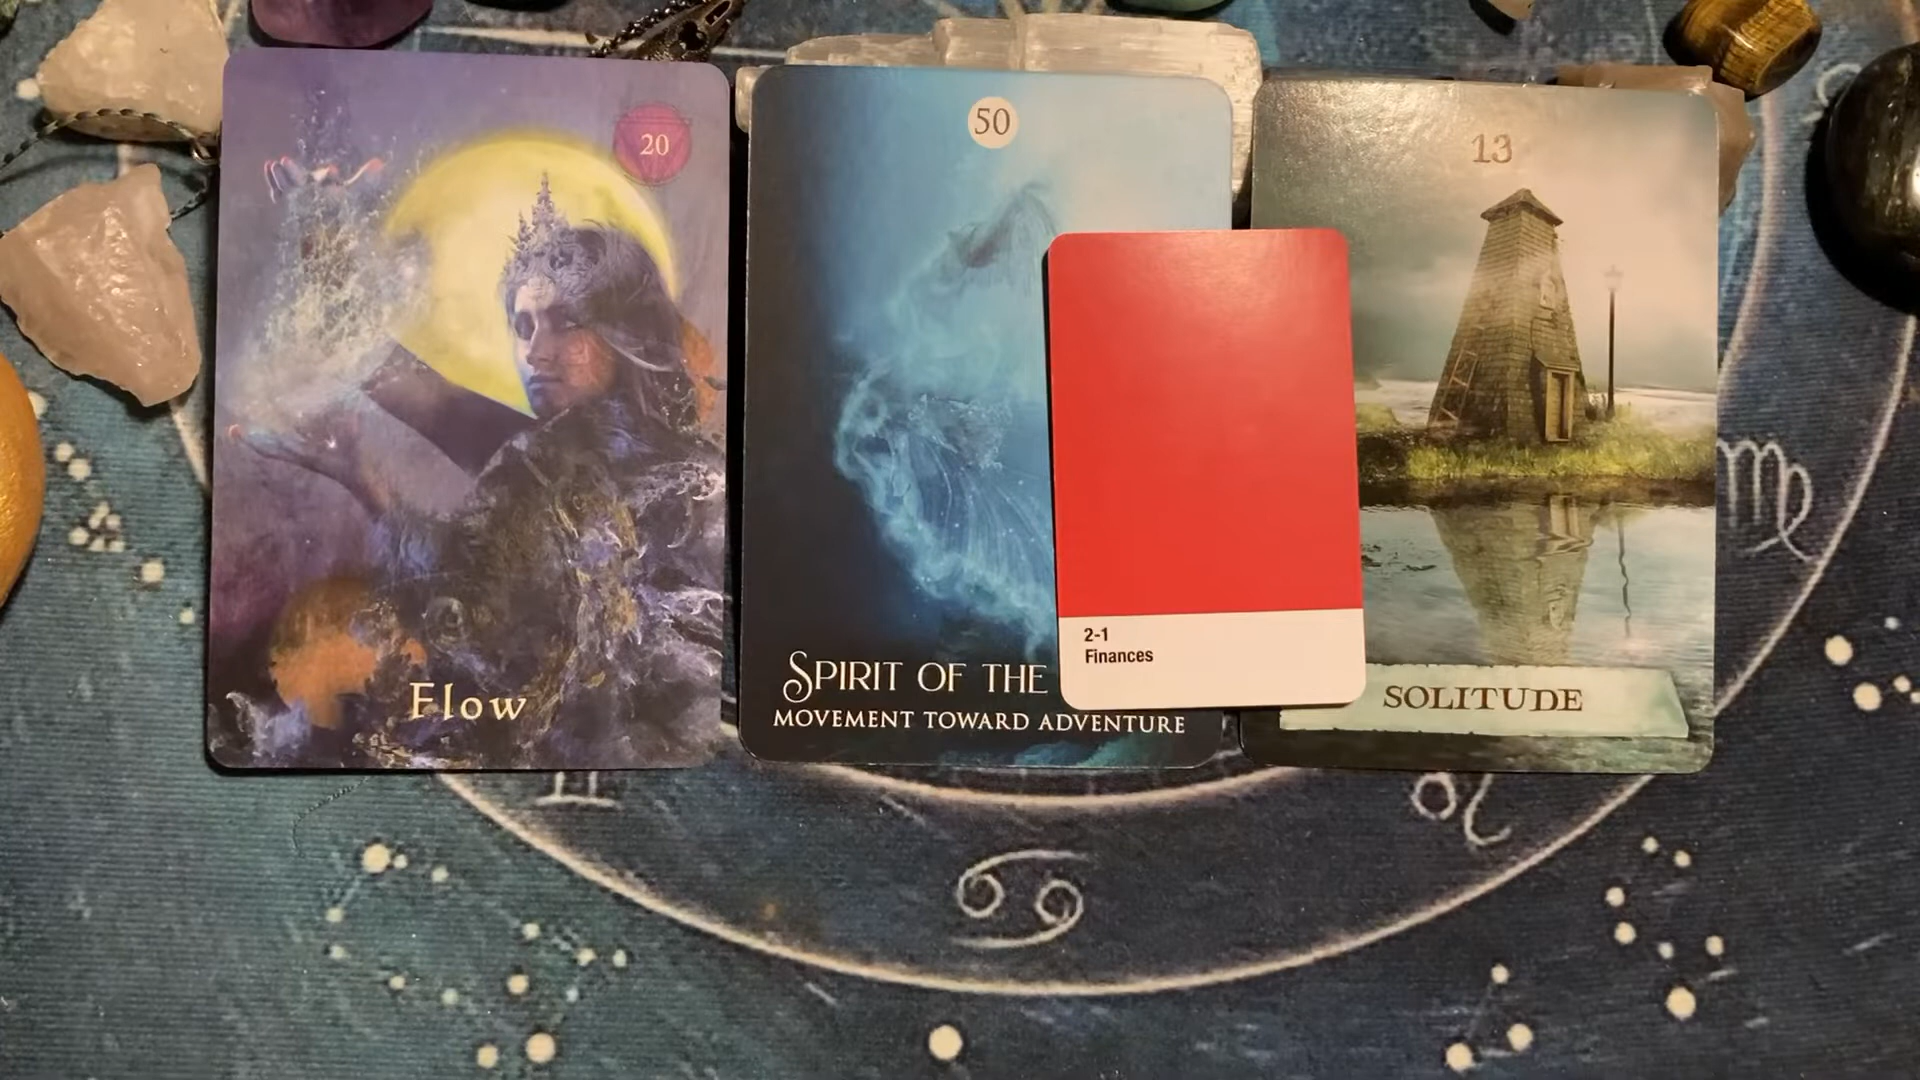 20
Flow
50
SPIRIT OF THE
MOVEMENT TOWARD ADVENTURE
2-1
Finances
13
SOLITUDE